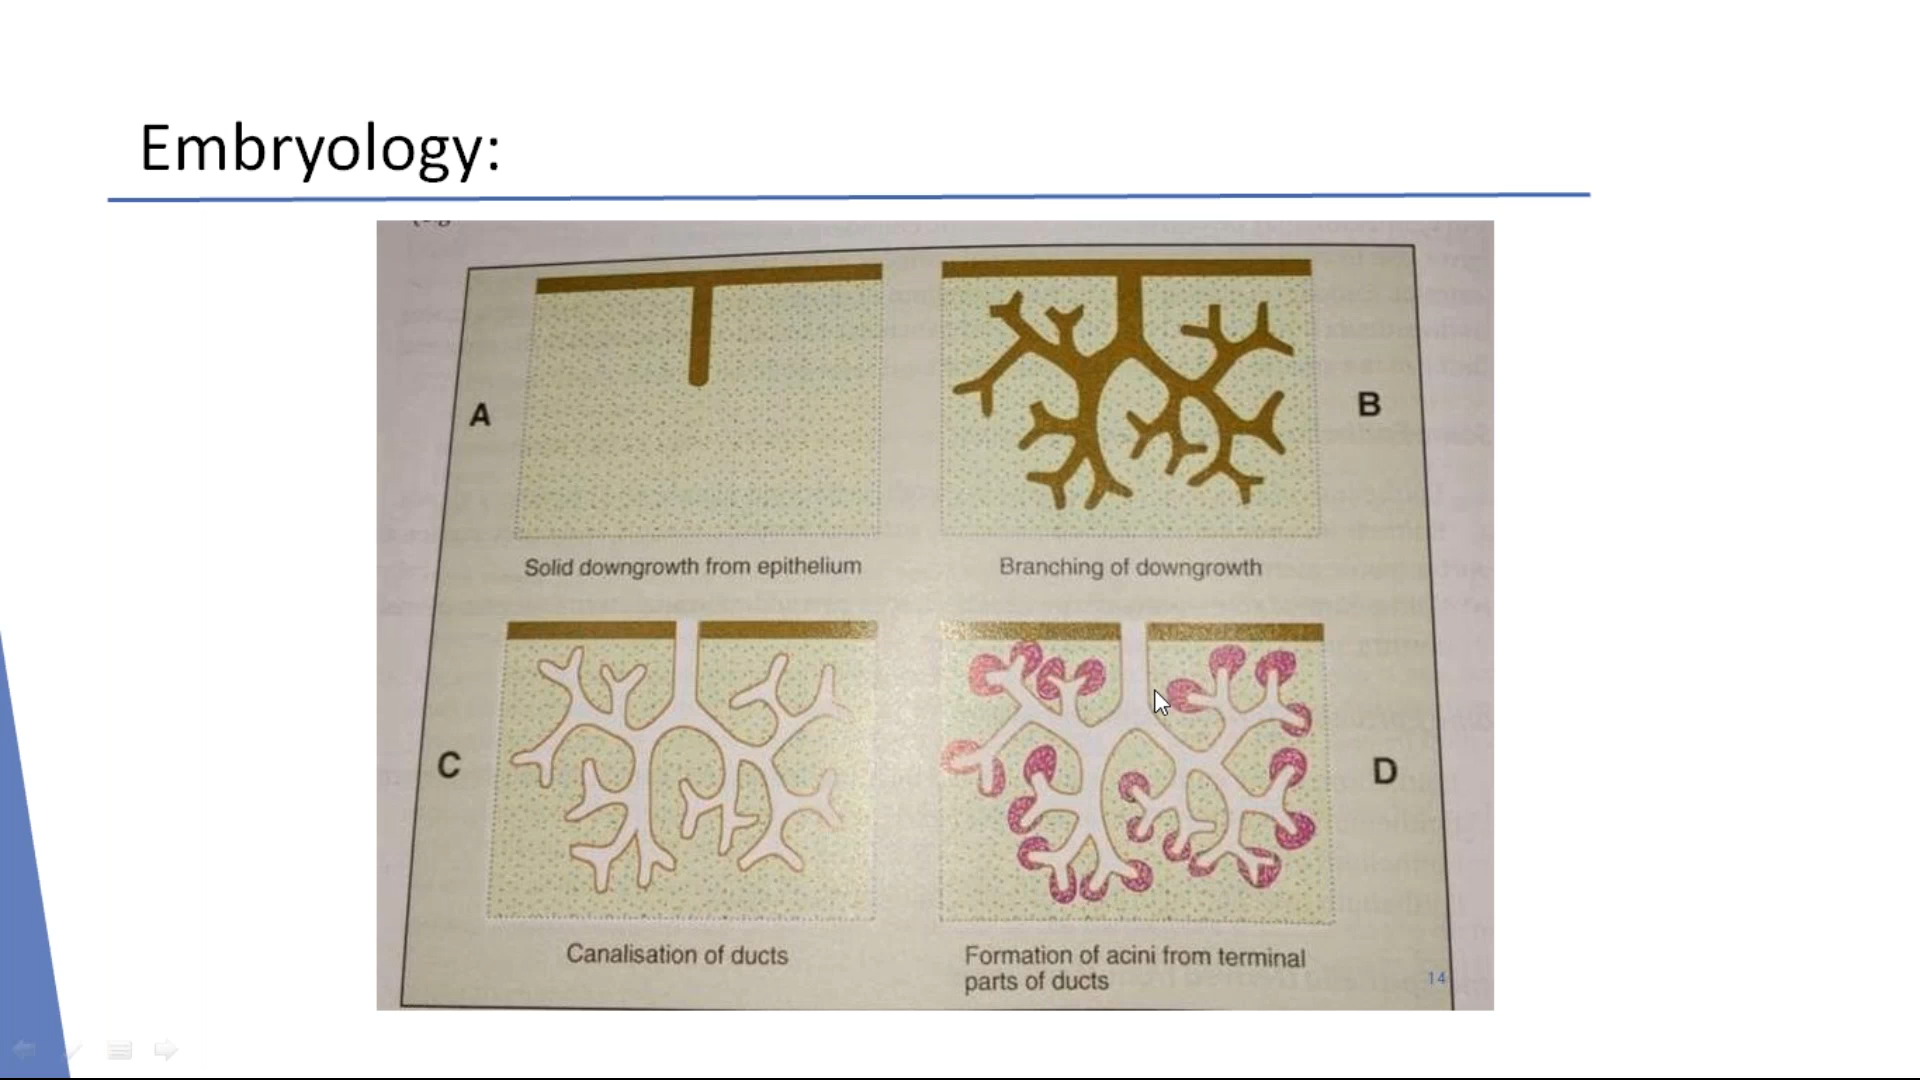 Embryology:
A
B
Solid downgrowth from epithelium
Branching of downgrowth
C
D
Canalisation of ducts
Formation of acini from terminal
parts of ducts
14